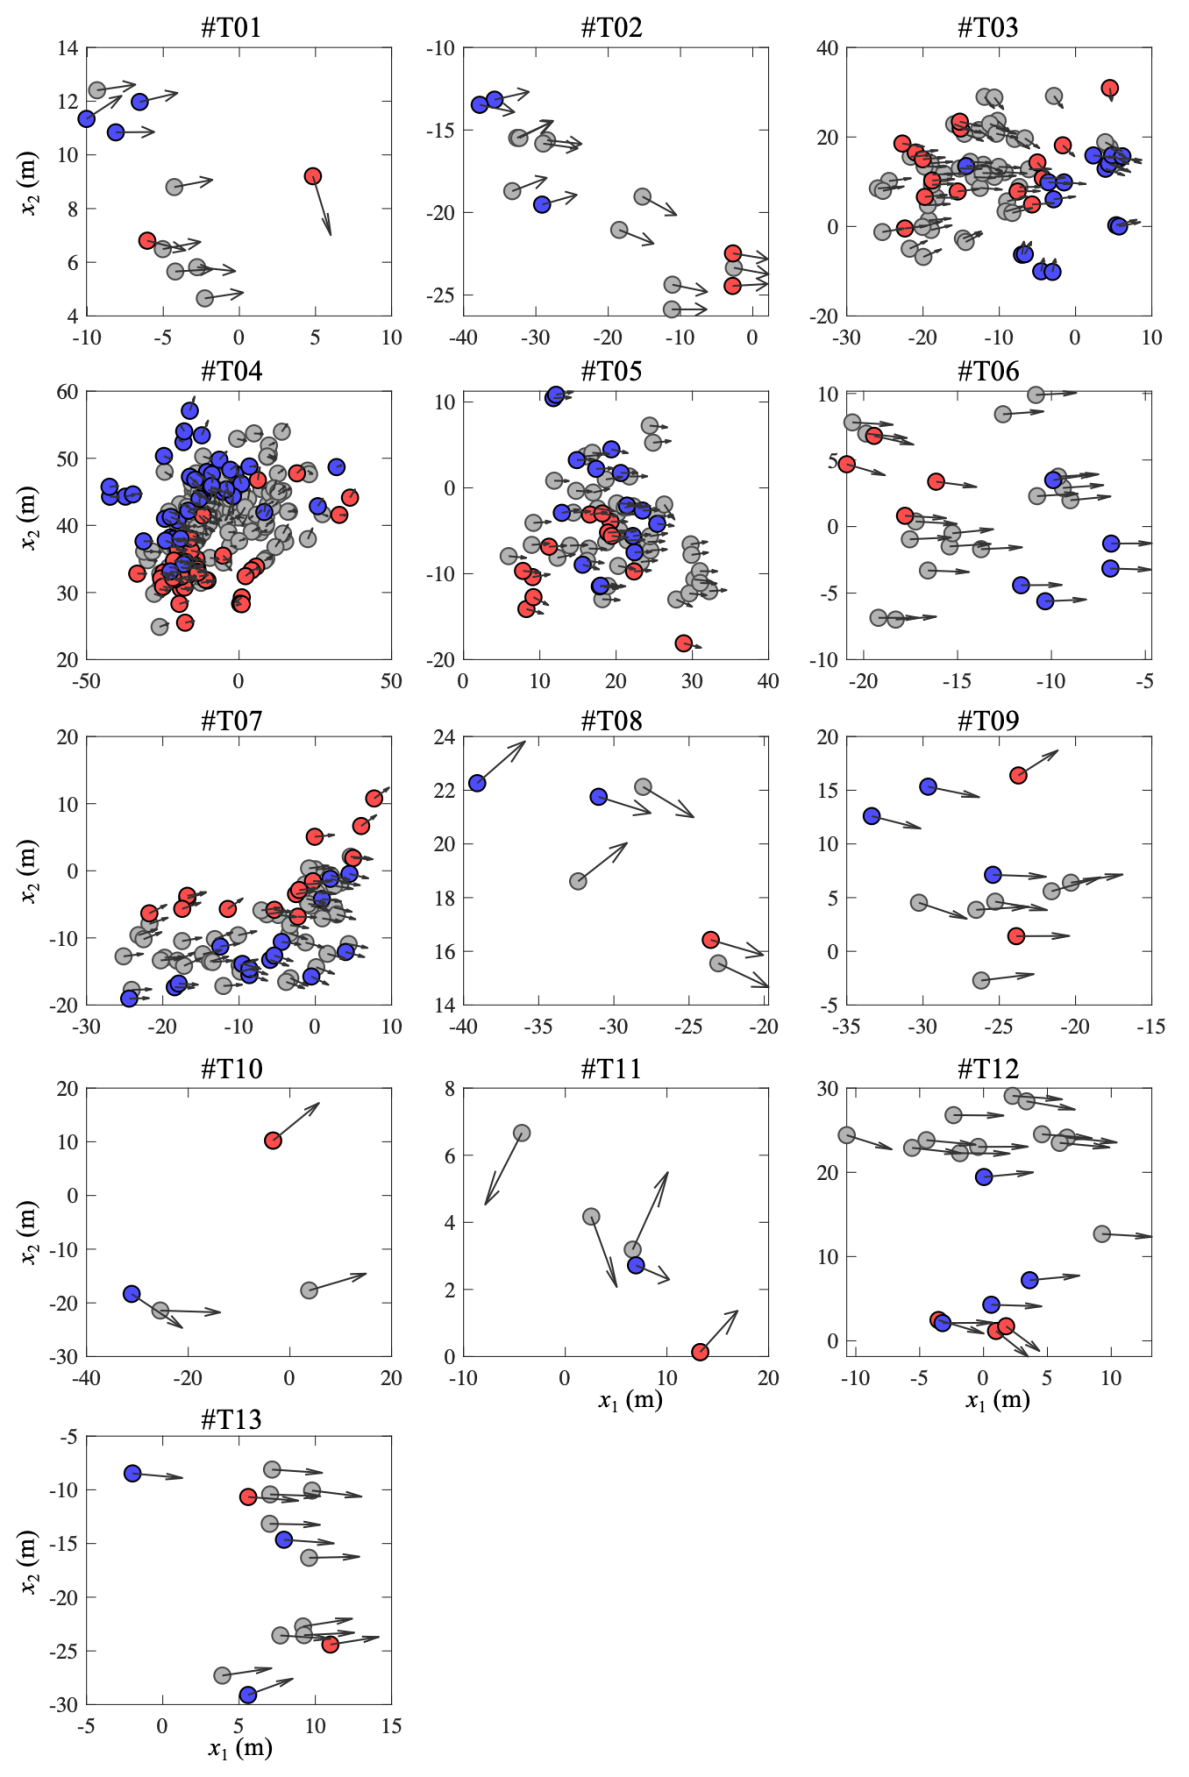 #T01 #T02 #T03
14 12 10 8 6 4
x2 (m)
-10 -5 0 5 10
-10 -15 -20 -25
-40 -30 -20 -10 0
40 20 0 -20
-30 -20 -10 0 10
#T04 #T05 #T06
60 50 40 30 20
x2 (m)
-50 0 50
10 0 -10 -20
0 10 20 30 40
10 5 0 -5 -10
-20 -15 -10 -5
#T07 #T08 #T09
20 10 0 -10 -20
x2 (m)
-30 -20 -10 0 10
24 22 20 18 16 14
-40 -35 -30 -25 -20
20 15 10 5 0 -5
-35 -30 -25 -20 -15
#T10 #T11 #T12
20 10 0 -10 -20 -30
x2 (m)
-40 -20 0 20
8 6 4 2 0
-10 0 10 20
x1 (m)
30 20 10 0
-10 -5 0 5 10
x1 (m)
#T13
-5 -10 -15 -20 -25 -30
x2 (m)
-5 0 5 10 15
x1 (m)